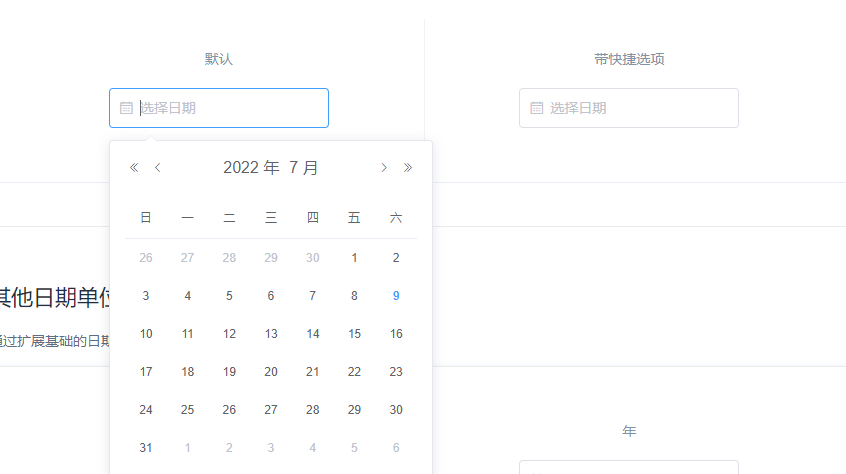 默认
带快捷选项
选择日期
选择日期
2022 年 7 月
日 一 二 三 四 五 六
26 27 28 29 30 1 2
3 4 5 6 7 8 9
10 11 12 13 14 15 16
17 18 19 20 21 22 23
24 25 26 27 28 29 30
31 1 2 3 4 5 6
其他日期单位
通过扩展基础的日期
年